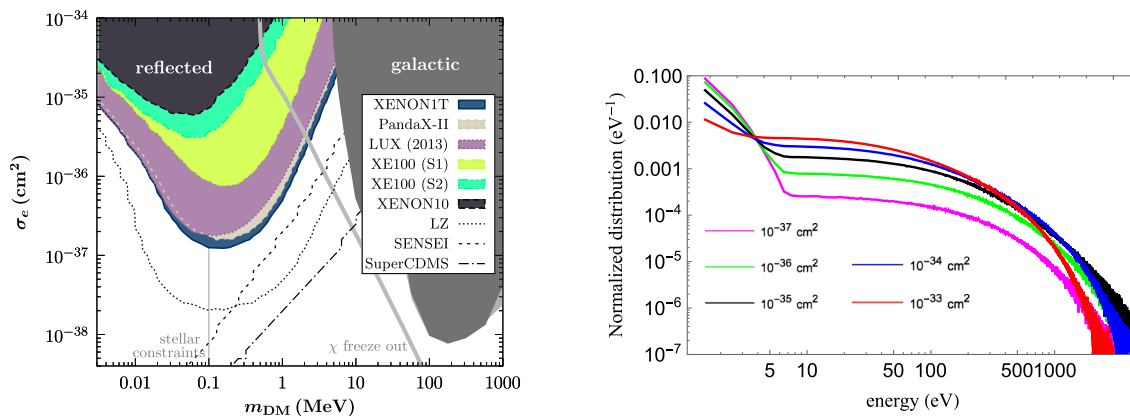 10^{-34}
10^{-35}
10^{-36}
10^{-37}
10^{-38}
σ_e (cm²)
reflected
galactic
XENON1T
PandaX-II
LUX (2013)
XE100 (S1)
XE100 (S2)
XENON10
LZ
SENSEI
SuperCDMS
stellar
constraints
χ freeze out
0.01 0.1 1 10 100 1000
m_DM (MeV)
Normalized distribution (eV⁻¹)
0.100
0.010
0.001
10^{-4}
10^{-5}
10^{-6}
10^{-7}
10^{-37} cm²
10^{-36} cm²
10^{-35} cm²
10^{-34} cm²
10^{-33} cm²
5 10 50 100 5001000
energy (eV)